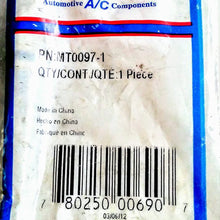 Automotive A/C Components
PN:MT0097-1
QTY/CONT./QTE:1 Piece
Made in China
Hecho en China
Fabriqué en Chine
7 80250 00690 7
03/06/12